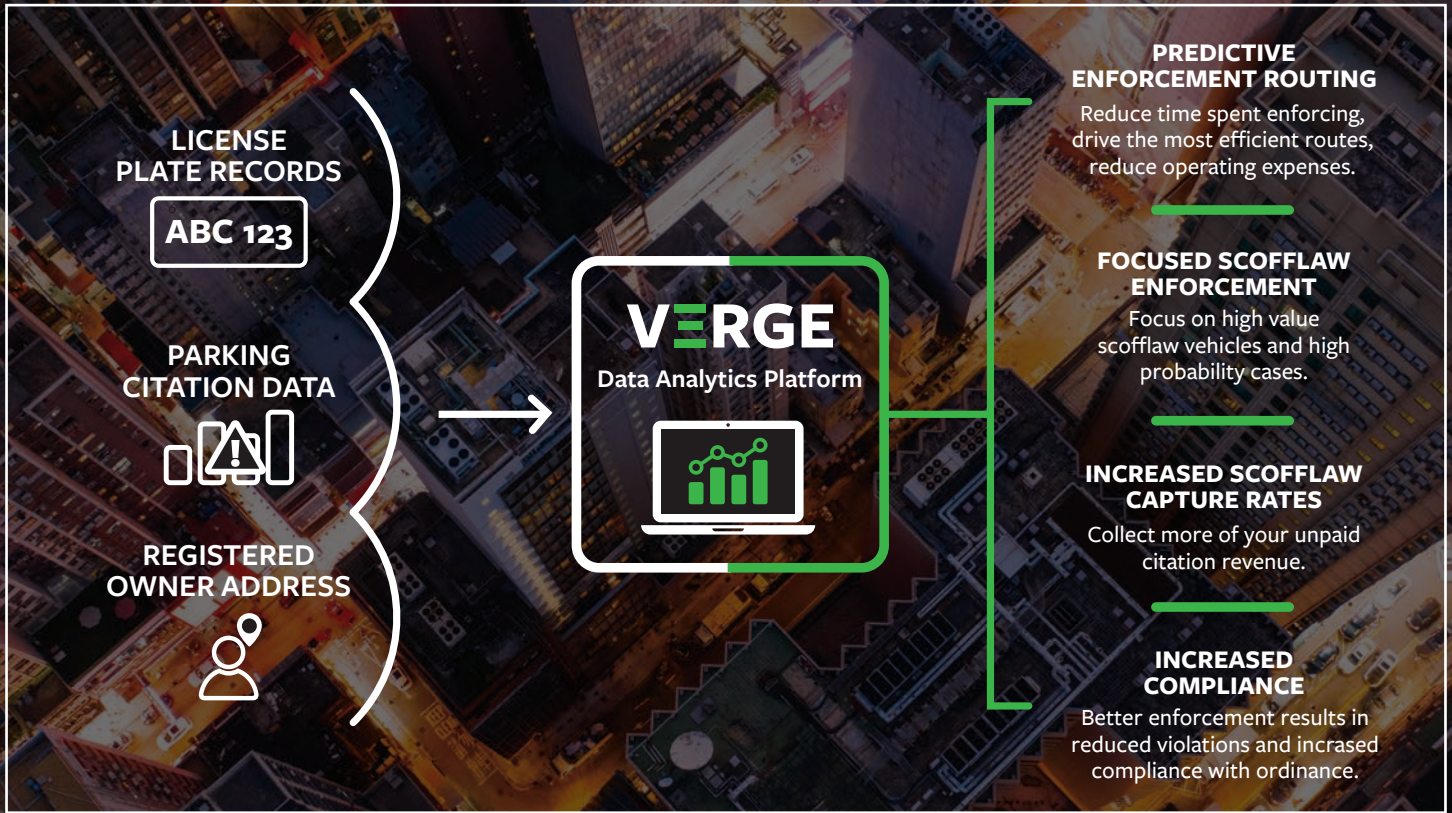 LICENSE
PLATE RECORDS
ABC 123
PARKING
CITATION DATA
!
REGISTERED
OWNER ADDRESS
VERGE
Data Analytics Platform
PREDICTIVE
ENFORCEMENT ROUTING
Reduce time spent enforcing,
drive the most efficient routes,
reduce operating expenses.
FOCUSED SCOFFLAW
ENFORCEMENT
Focus on high value
scofflaw vehicles and high
probability cases.
INCREASED SCOFFLAW
CAPTURE RATES
Collect more of your unpaid
citation revenue.
INCREASED
COMPLIANCE
Better enforcement results in
reduced violations and incrased
compliance with ordinance.